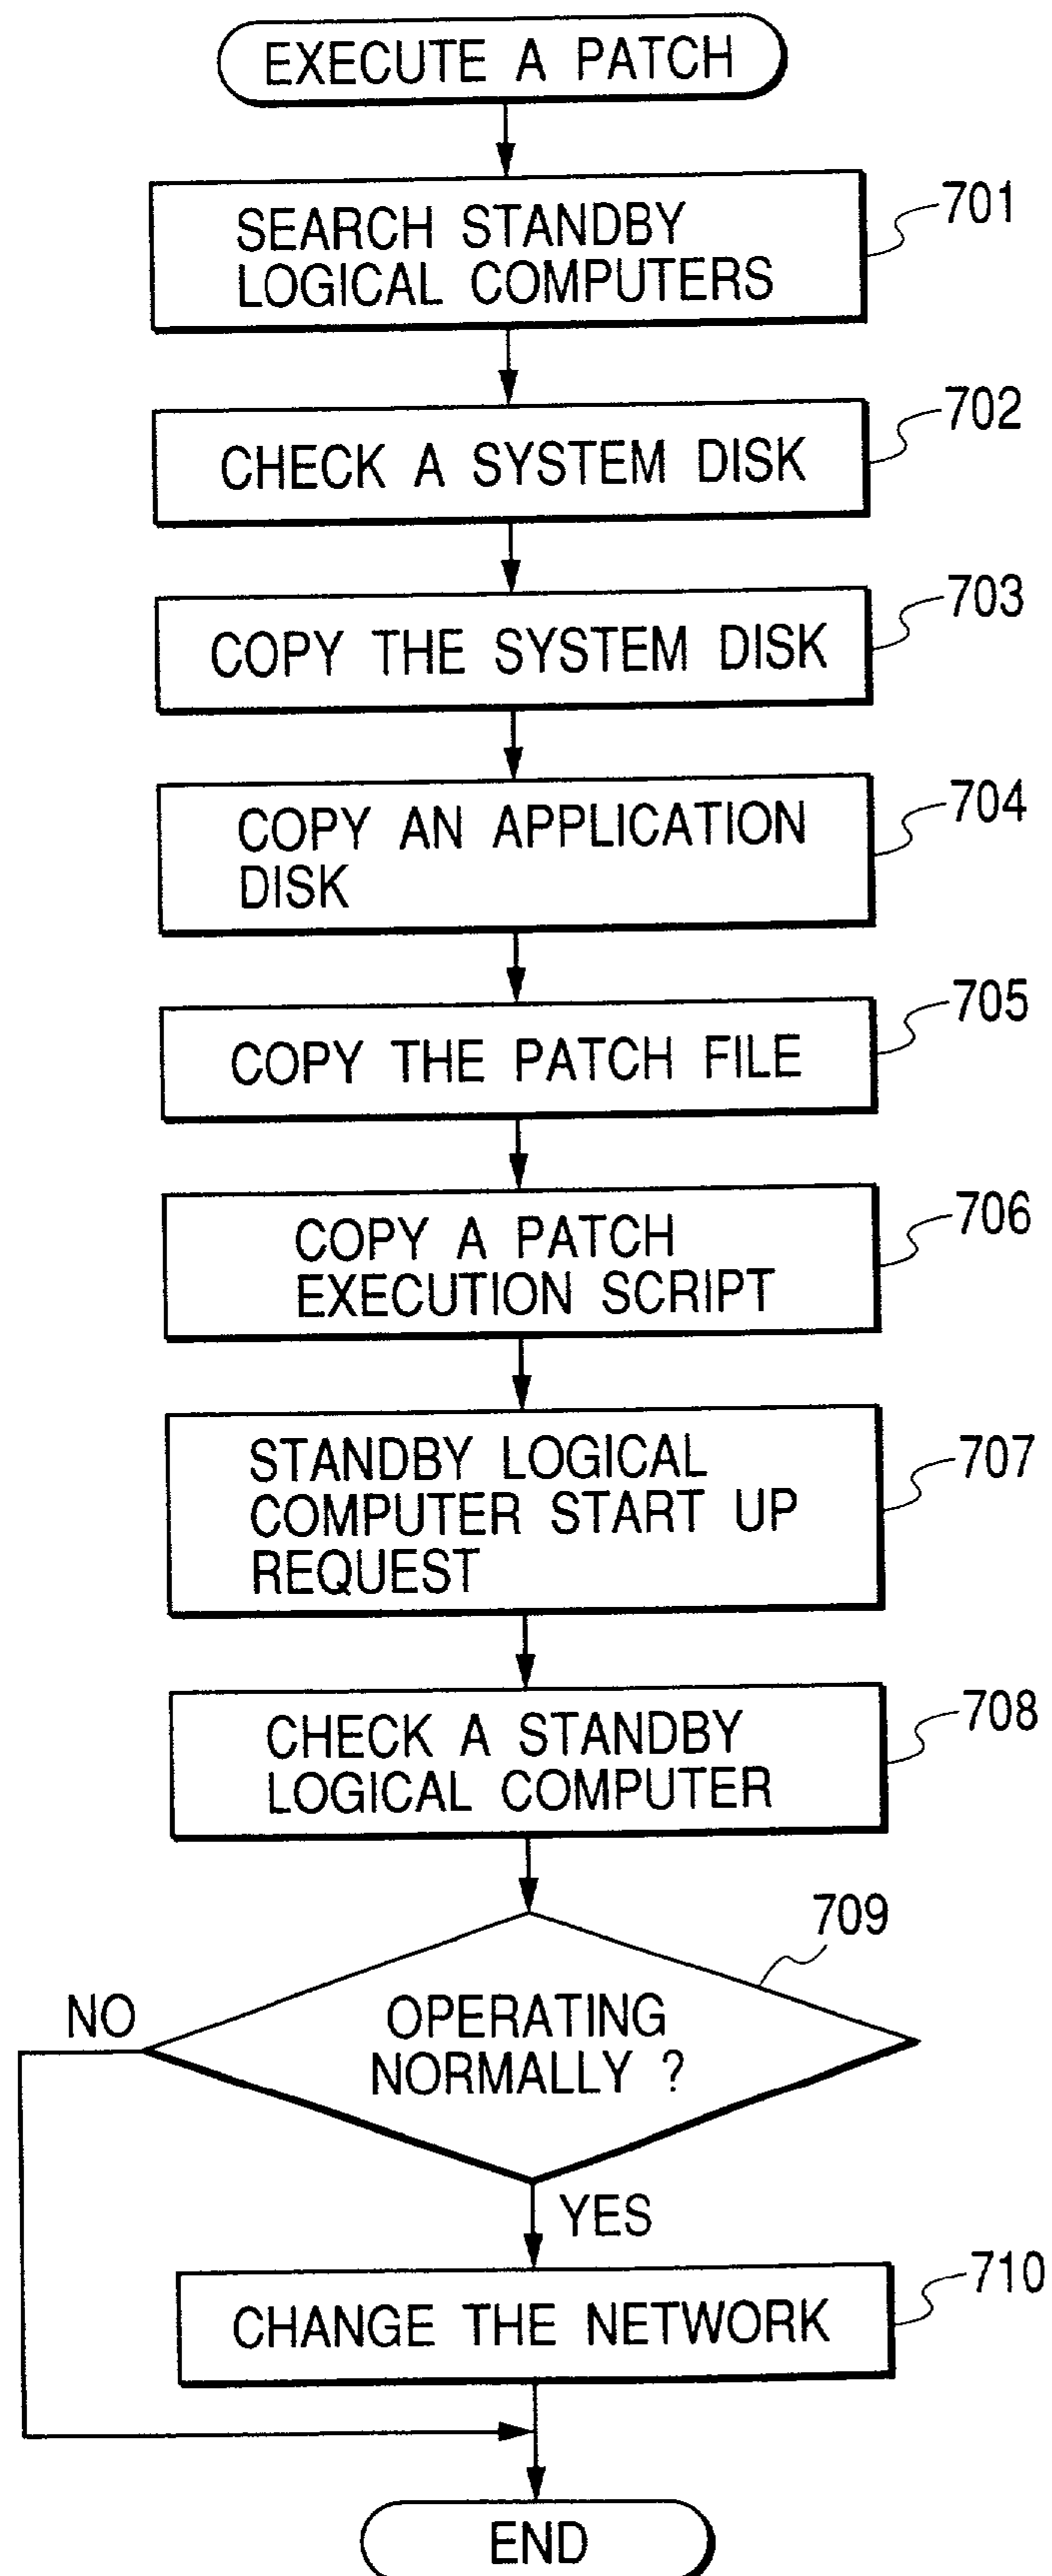 EXECUTE A PATCH
SEARCH STANDBY
LOGICAL COMPUTERS
701
CHECK A SYSTEM DISK
702
COPY THE SYSTEM DISK
703
COPY AN APPLICATION
DISK
704
COPY THE PATCH FILE
705
COPY A PATCH
EXECUTION SCRIPT
706
STANDBY LOGICAL
COMPUTER START UP
REQUEST
707
CHECK A STANDBY
LOGICAL COMPUTER
708
709
NO
OPERATING
NORMALLY ?
YES
CHANGE THE NETWORK
710
END